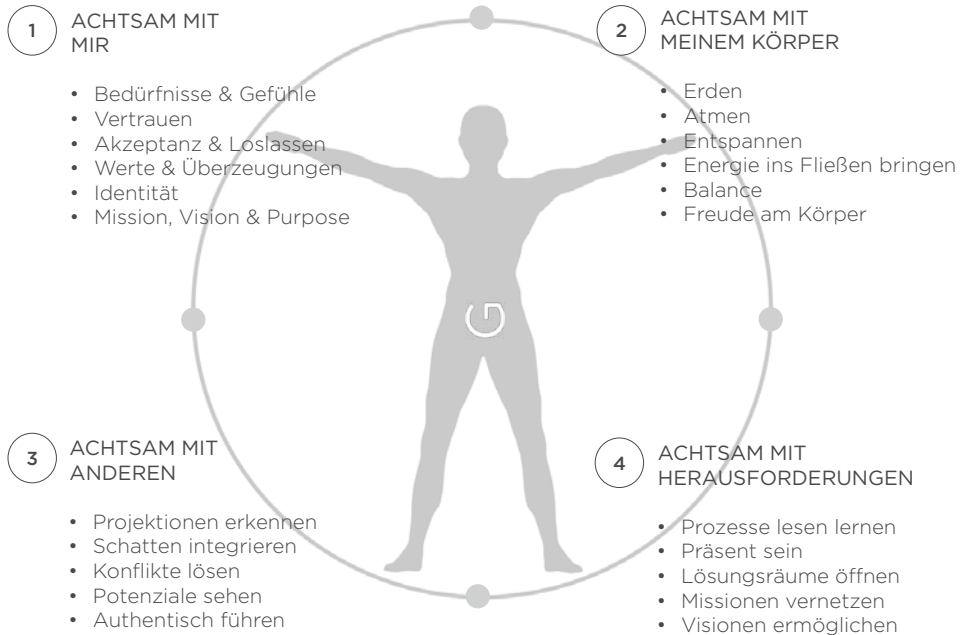 1
ACHTSAM MIT
MIR
• Bedürfnisse & Gefühle
• Vertrauen
• Akzeptanz & Loslassen
• Werte & Überzeugungen
• Identität
• Mission, Vision & Purpose
2
ACHTSAM MIT
MEINEM KÖRPER
• Erden
• Atmen
• Entspannen
• Energie ins Fließen bringen
• Balance
• Freude am Körper
G
3
ACHTSAM MIT
ANDEREN
• Projektionen erkennen
• Schatten integrieren
• Konflikte lösen
• Potenziale sehen
• Authentisch führen
4
ACHTSAM MIT
HERAUSFORDERUNGEN
• Prozesse lesen lernen
• Präsent sein
• Lösungsräume öffnen
• Missionen vernetzen
• Visionen ermöglichen